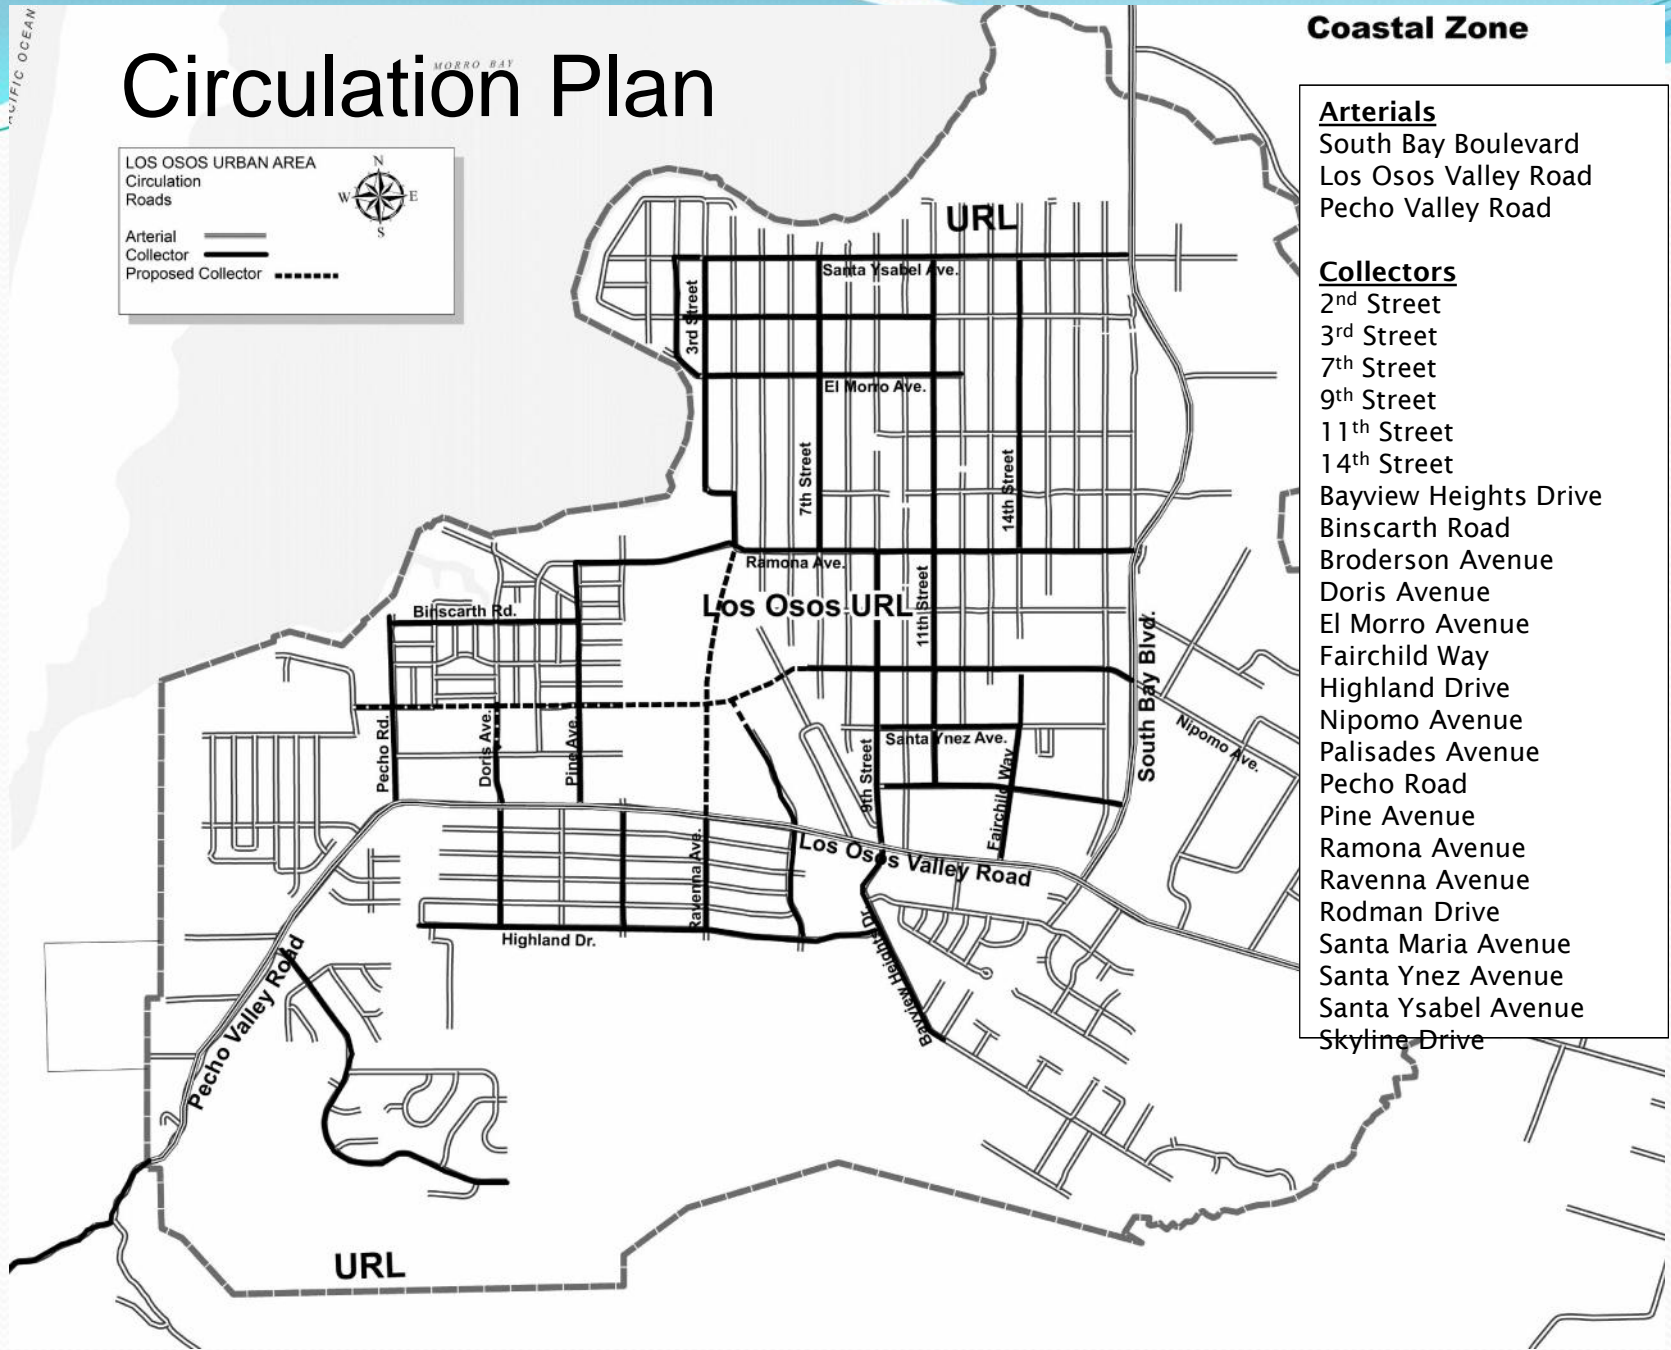 Coastal Zone
PACIFIC OCEAN
Circulation Plan
MORRO BAY
LOS OSOS URBAN AREA
Circulation
Roads
N
W
E
S
Arterial
Collector
Proposed Collector
Arterials
South Bay Boulevard
Los Osos Valley Road
Pecho Valley Road
Collectors
2nd Street
3rd Street
7th Street
9th Street
11th Street
14th Street
Bayview Heights Drive
Binscarth Road
Broderson Avenue
Doris Avenue
El Morro Avenue
Fairchild Way
Highland Drive
Nipomo Avenue
Palisades Avenue
Pecho Road
Pine Avenue
Ramona Avenue
Ravenna Avenue
Rodman Drive
Santa Maria Avenue
Santa Ynez Avenue
Santa Ysabel Avenue
Skyline Drive
URL
Santa Ysabel Ave.
3rd Street
El Morro Ave.
7th Street
14th Street
Ramona Ave.
Binscarth Rd.
Los Osos URL
11th Street
South Bay Blvd.
Nipomo Ave.
Pecho Rd.
Doris Ave.
Pine Ave.
Santa Ynez Ave.
9th Street
Fairchild Way
Ravenna Ave.
Los Osos Valley Road
Highland Dr.
Bayview Heights Dr.
Pecho Valley Road
URL